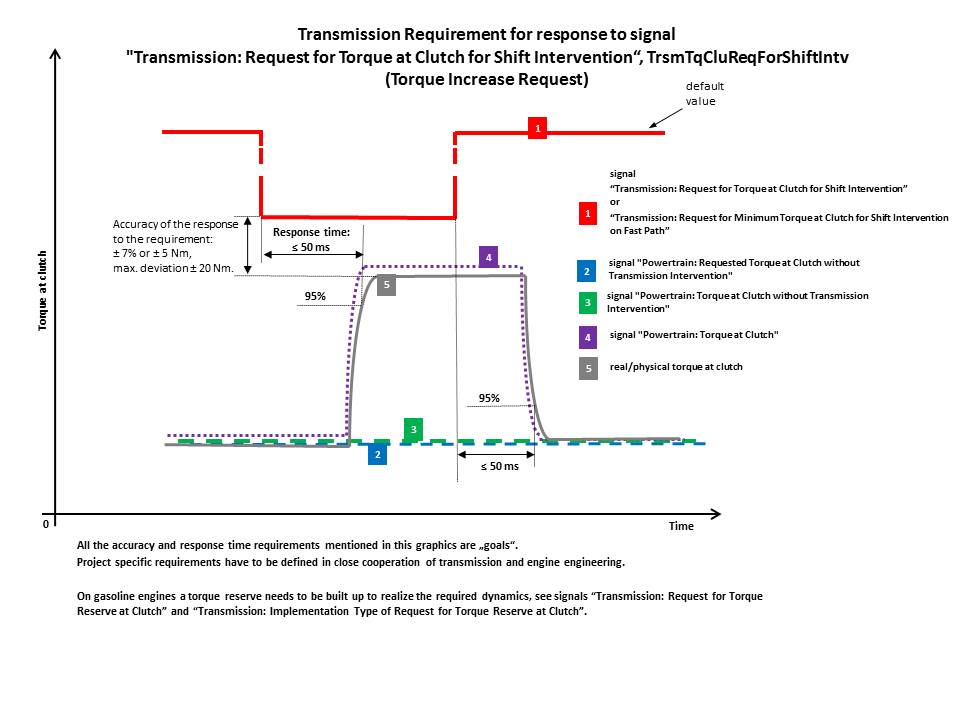 Transmission Requirement for response to signal
"Transmission: Request for Torque at Clutch for Shift Intervention“, TrsmTqCluReqForShiftIntv
(Torque Increase Request)
default
value
1
signal
“Transmission: Request for Torque at Clutch for Shift Intervention”
or
1
“Transmission: Request for Minimum Torque at Clutch for Shift Intervention
on Fast Path”
Accuracy of the response
to the requirement:
± 7% or ± 5 Nm,
max. deviation ± 20 Nm.
Response time:
≤ 50 ms
4
2
signal "Powertrain: Requested Torque at Clutch without
Transmission Intervention"
5
95%
3
signal "Powertrain: Torque at Clutch without Transmission
Intervention"
4
signal "Powertrain: Torque at Clutch"
5
real/physical torque at clutch
Torque at clutch
95%
3
2
≤ 50 ms
0
Time
All the accuracy and response time requirements mentioned in this graphics are „goals“.
Project specific requirements have to be defined in close cooperation of transmission and engine engineering.
On gasoline engines a torque reserve needs to be built up to realize the required dynamics, see signals “Transmission: Request for Torque
Reserve at Clutch” and “Transmission: Implementation Type of Request for Torque Reserve at Clutch”.